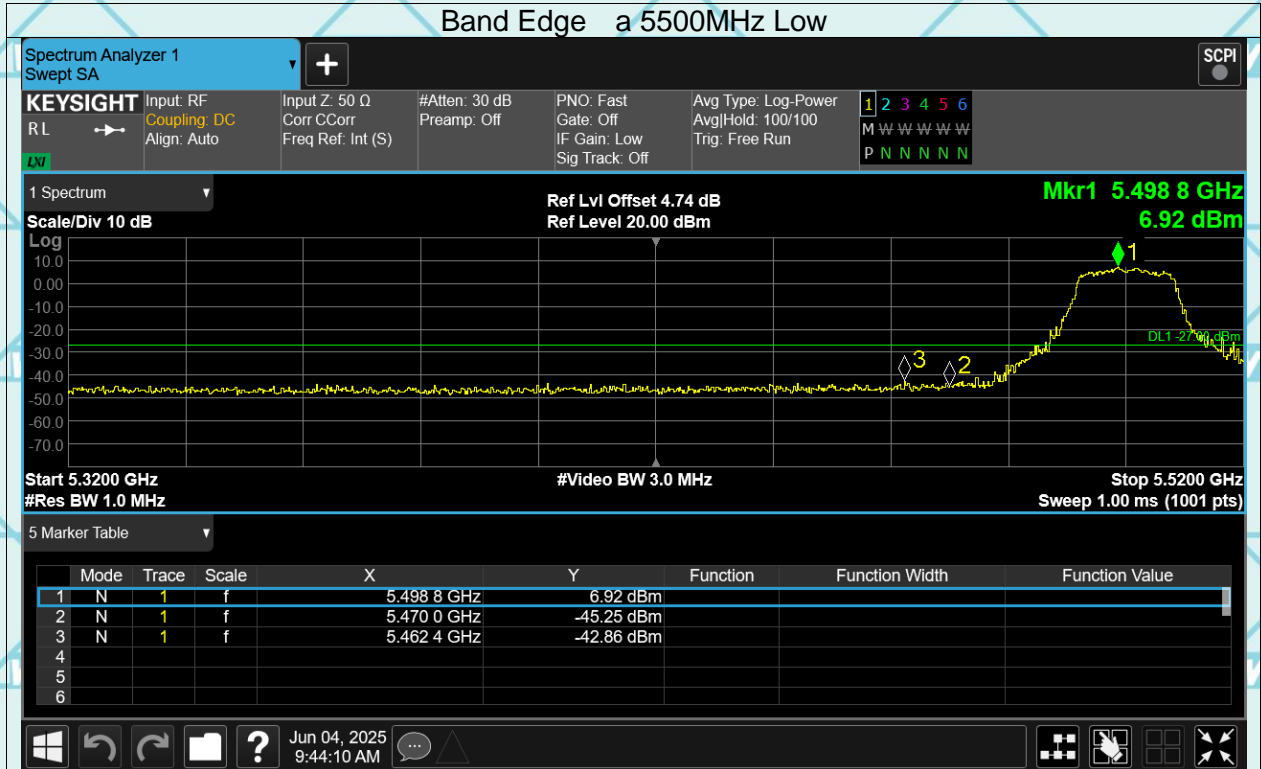 Band Edge a 5500MHz Low
Spectrum Analyzer 1
Swept SA
SCPI
KEYSIGHT
RL
LXI
Input: RF
Coupling: DC
Align: Auto
Input Z: 50 Ω
Corr CCorr
Freq Ref: Int (S)
#Atten: 30 dB
Preamp: Off
PNO: Fast
Gate: Off
IF Gain: Low
Sig Track: Off
Avg Type: Log-Power
Avg|Hold: 100/100
Trig: Free Run
1 2 3 4 5 6
M W W W W W
P N N N N N
1 Spectrum
Scale/Div 10 dB
Ref Lvl Offset 4.74 dB
Ref Level 20.00 dBm
Mkr1 5.498 8 GHz
6.92 dBm
Log
10.0
0.00
-10.0
-20.0
-30.0
-40.0
-50.0
-60.0
-70.0
1
DL1 -27.00 dBm
3
2
Start 5.3200 GHz
#Video BW 3.0 MHz
Stop 5.5200 GHz
#Res BW 1.0 MHz
Sweep 1.00 ms (1001 pts)
5 Marker Table
Mode Trace Scale X Y Function Function Width Function Value
1 N 1 f 5.498 8 GHz 6.92 dBm
2 N 1 f 5.470 0 GHz -45.25 dBm
3 N 1 f 5.462 4 GHz -42.86 dBm
4
5
6
?
Jun 04, 2025
9:44:10 AM